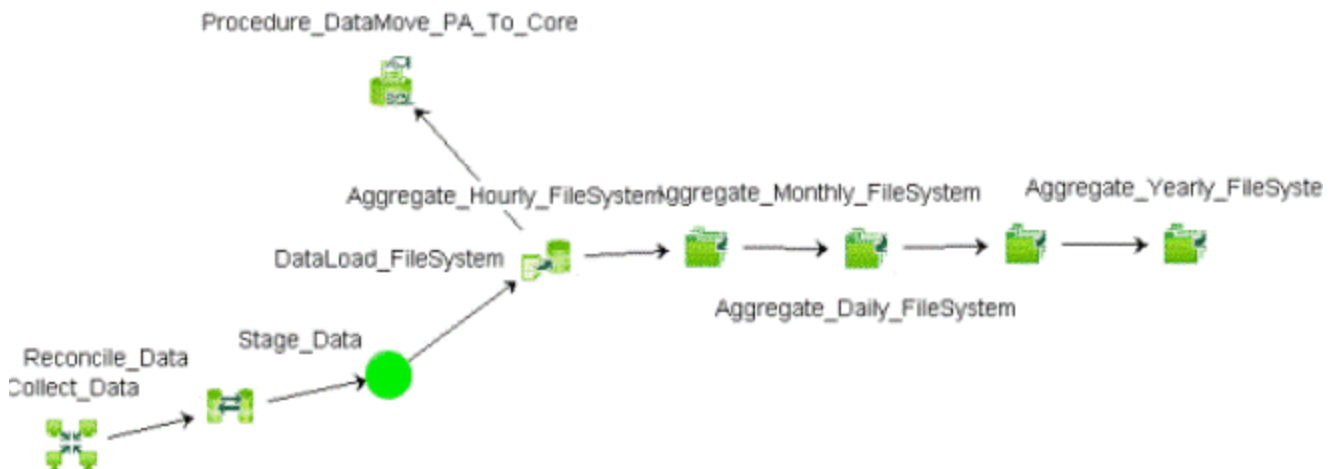 Procedure_DataMove_PA_To_Core
Aggregate_Hourly_FileSystem
Aggregate_Monthly_FileSystem
Aggregate_Yearly_FileSyste
DataLoad_FileSystem
Aggregate_Daily_FileSystem
Stage_Data
Reconcile_Data
Collect_Data